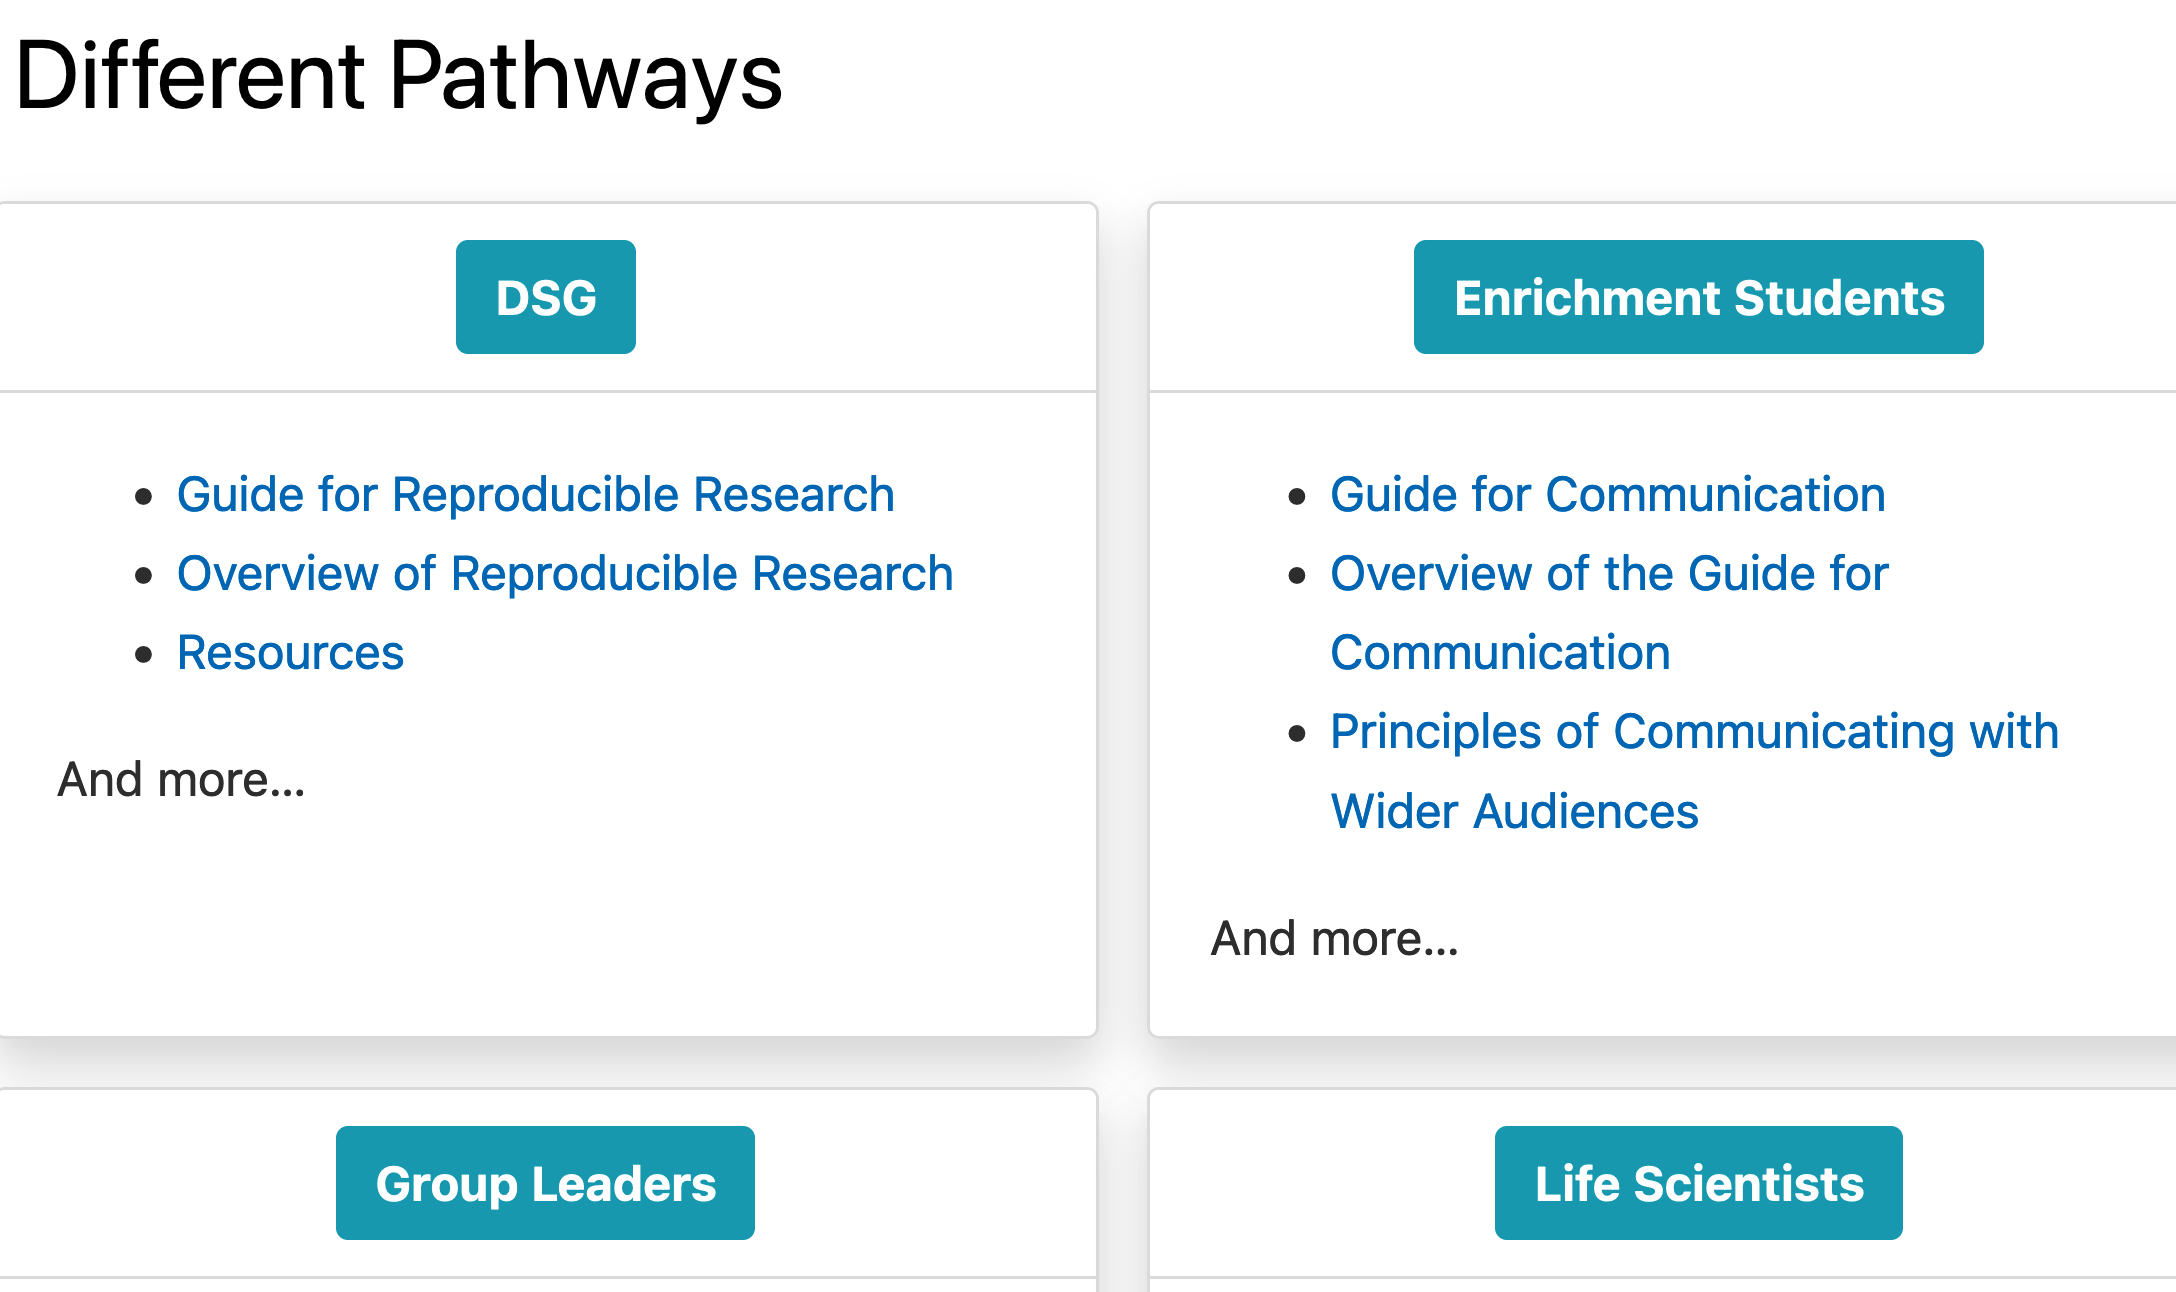 Different Pathways
DSG
Guide for Reproducible Research
Overview of Reproducible Research
Resources
And more...
Enrichment Students
Guide for Communication
Overview of the Guide for
Communication
Principles of Communicating with
Wider Audiences
And more...
Group Leaders
Life Scientists